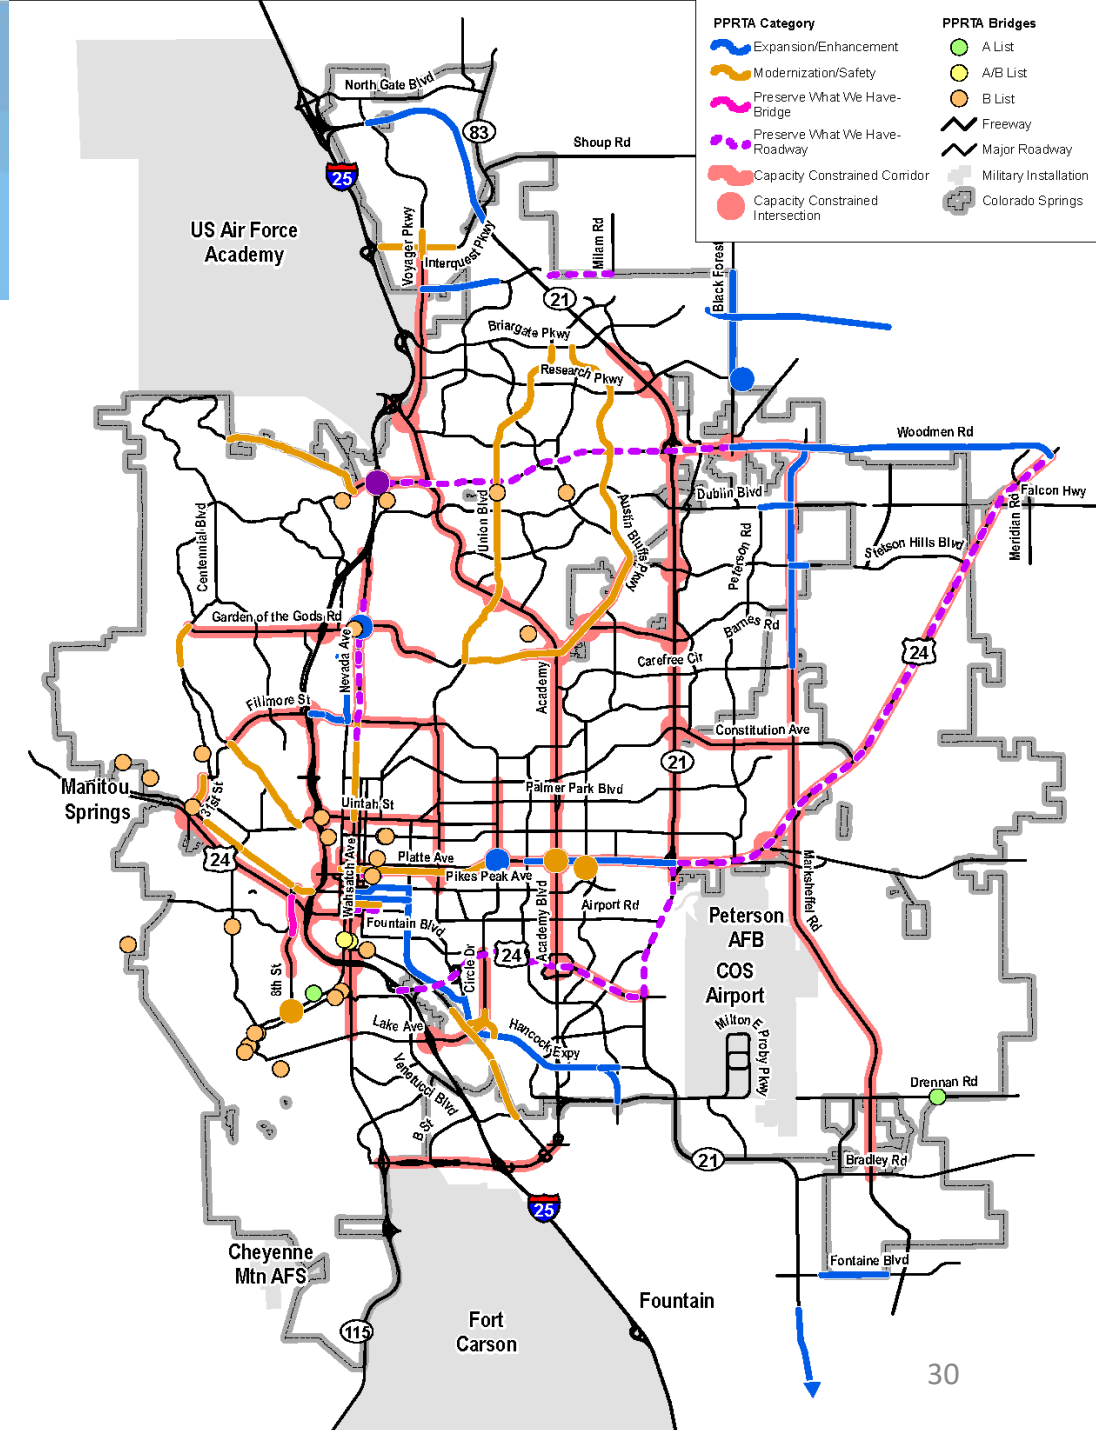 PPRTA Category
Expansion/Enhancement
Modernization/Safety
Preserve What We Have-
Bridge
Preserve What We Have-
Roadway
Capacity Constrained Corridor
Capacity Constrained
Intersection
PPRTA Bridges
A List
A/B List
B List
Freeway
Major Roadway
Military Installation
Colorado Springs
North Gate Blvd
83
Shoup Rd
25
US Air Force
Academy
Voyager Pkwy
Interquest Pkwy
Milam Rd
Black Forest
21
Briargate Pkwy
Research Pkwy
Woodmen Rd
Dublin Blvd
Falcon Hwy
Meridian Rd
Union Blvd
Austin Bluffs Pkwy
Centennial Blvd
Peterson Rd
Stetson Hills Blvd
Garden of the Gods Rd
Barnes Rd
Nevada Ave
24
Carefree Cir
Academy
Fillmore St
Constitution Ave
21
Manitou
Springs
31st St
Palmer Park Blvd
Uintah St
24
Platte Ave
Pikes Peak Ave
Wahsatch Ave
Academy Blvd
Airport Rd
Marksheffel Rd
Fountain Blvd
Peterson
AFB
8th St
Circle Dr
24
COS
Airport
Lake Ave
Hancock Expy
Milton E Proby Pkwy
Venetucci Blvd
B St
Drennan Rd
21
Bradley Rd
25
Cheyenne
Mtn AFS
Fontaine Blvd
Fountain
Fort
Carson
115
30